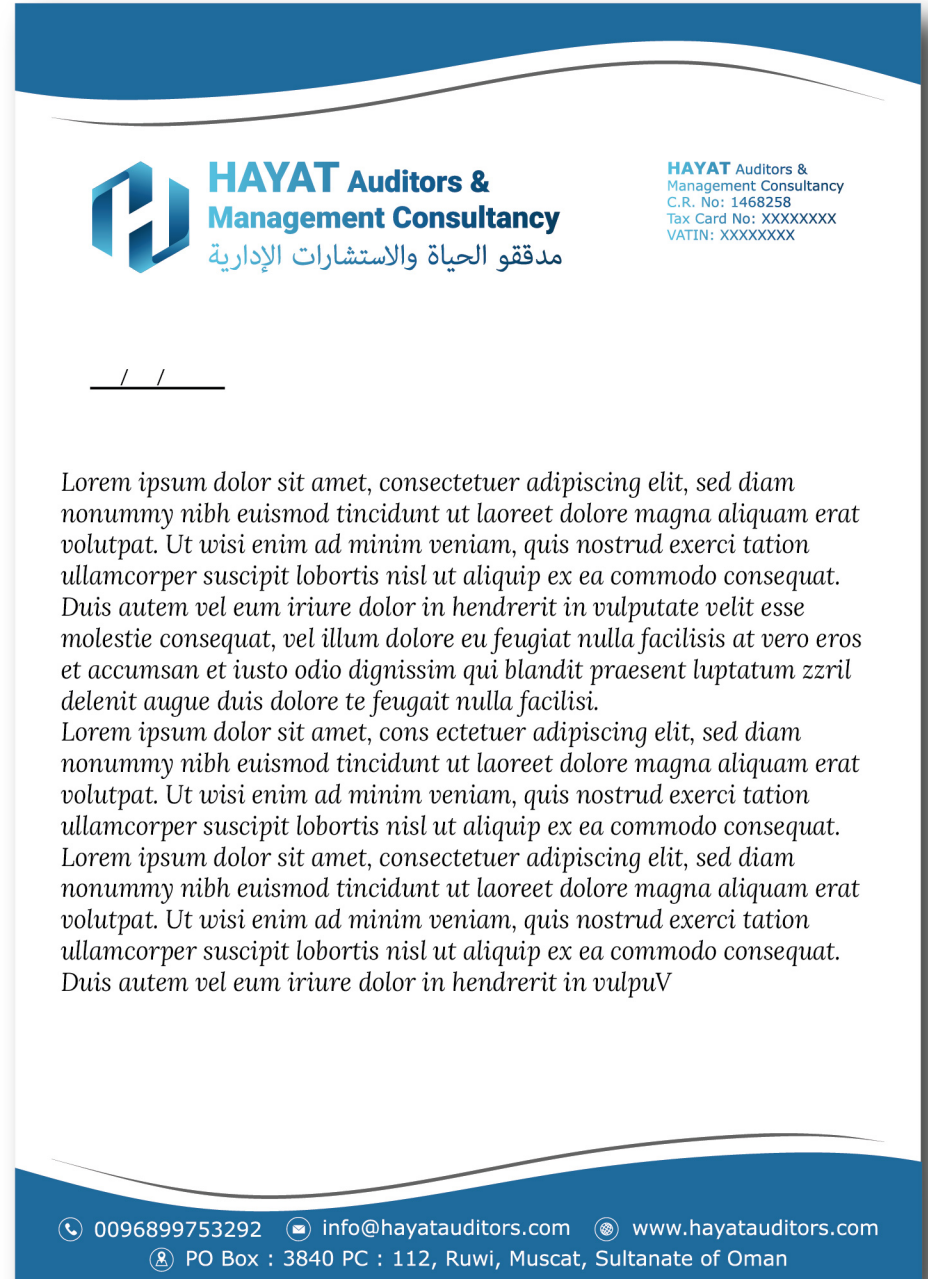 HAYAT Auditors &
Management Consultancy
مدققو الحياة والاستشارات الإدارية
HAYAT Auditors &
Management Consultancy
C.R. No: 1468258
Tax Card No: XXXXXXXX
VATIN: XXXXXXXX
/ /
Lorem ipsum dolor sit amet, consectetuer adipiscing elit, sed diam
nonummy nibh euismod tincidunt ut laoreet dolore magna aliquam erat
volutpat. Ut wisi enim ad minim veniam, quis nostrud exerci tation
ullamcorper suscipit lobortis nisl ut aliquip ex ea commodo consequat.
Duis autem vel eum iriure dolor in hendrerit in vulputate velit esse
molestie consequat, vel illum dolore eu feugiat nulla facilisis at vero eros
et accumsan et iusto odio dignissim qui blandit praesent luptatum zzril
delenit augue duis dolore te feugait nulla facilisi.
Lorem ipsum dolor sit amet, cons ectetuer adipiscing elit, sed diam
nonummy nibh euismod tincidunt ut laoreet dolore magna aliquam erat
volutpat. Ut wisi enim ad minim veniam, quis nostrud exerci tation
ullamcorper suscipit lobortis nisl ut aliquip ex ea commodo consequat.
Lorem ipsum dolor sit amet, consectetuer adipiscing elit, sed diam
nonummy nibh euismod tincidunt ut laoreet dolore magna aliquam erat
volutpat. Ut wisi enim ad minim veniam, quis nostrud exerci tation
ullamcorper suscipit lobortis nisl ut aliquip ex ea commodo consequat.
Duis autem vel eum iriure dolor in hendrerit in vulpuV
0096899753292 info@hayatauditors.com www.hayatauditors.com
PO Box : 3840 PC : 112, Ruwi, Muscat, Sultanate of Oman